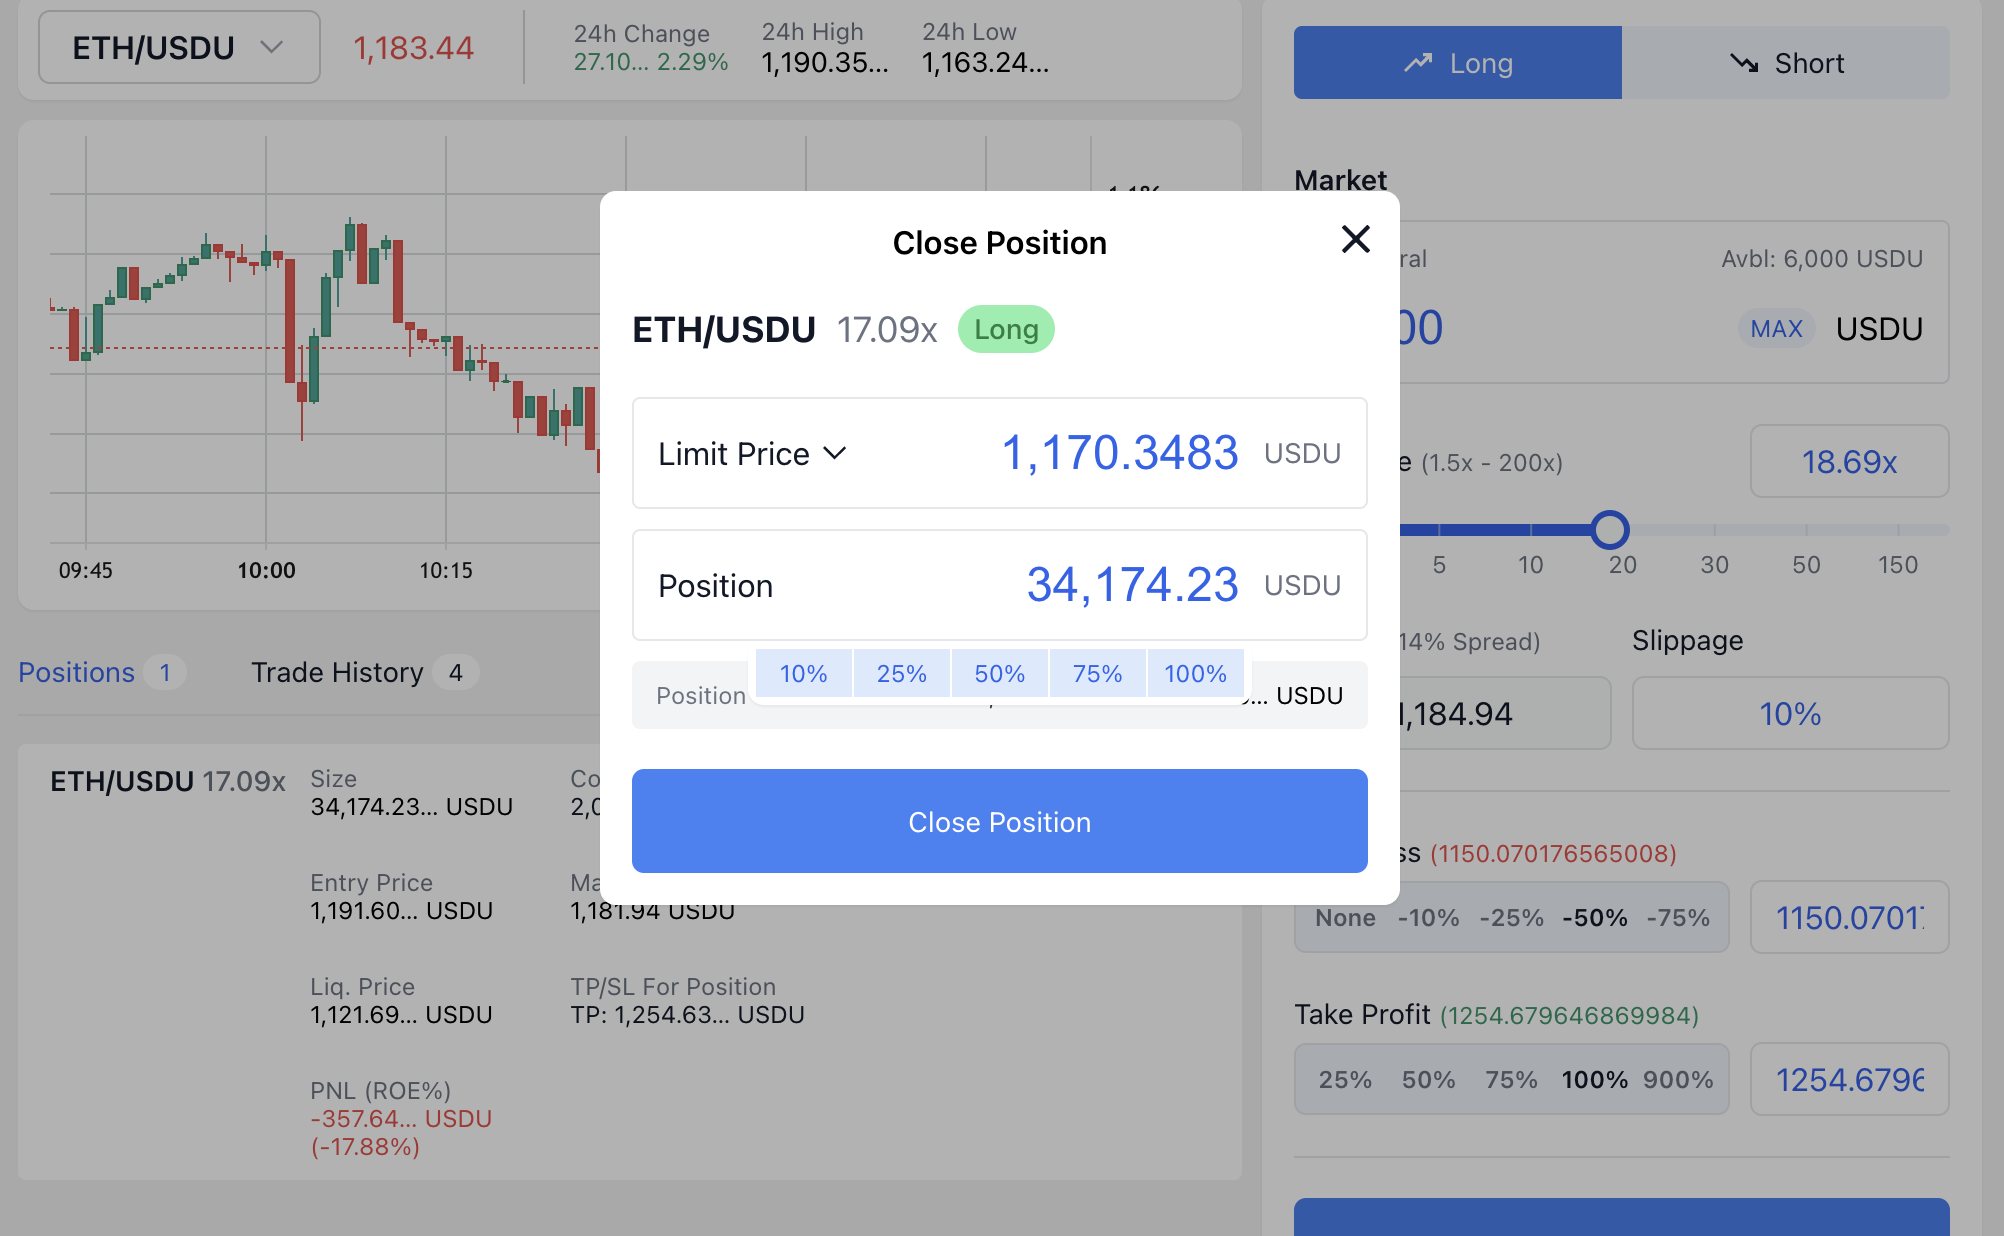 ETH/USDU
1,183.44
24h Change
27.10... 2.29%
24h High
1,190.35...
24h Low
1,163.24...
09:45
10:00
10:15
Positions 1
Trade History 4
ETH/USDU 17.09x
Size
34,174.23... USDU
Entry Price
1,191.60... USDU
1,181.94 USDU
Liq. Price
1,121.69... USDU
TP/SL For Position
TP: 1,254.63... USDU
PNL (ROE%)
-357.64... USDU
(-17.88%)
Close Position
ETH/USDU 17.09x Long
Limit Price 1,170.3483 USDU
Position 34,174.23 USDU
10% 25% 50% 75% 100%
Position ... USDU
Close Position
Long
Short
Market
Avbl: 6,000 USDU
MAX USDU
(1.5x - 200x)
18.69x
5 10 20 30 50 150
14% Spread)
Slippage
1,184.94
10%
(1150.070176565008)
None -10% -25% -50% -75%
1150.0701
Take Profit (1254.679646869984)
25% 50% 75% 100% 900%
1254.6796